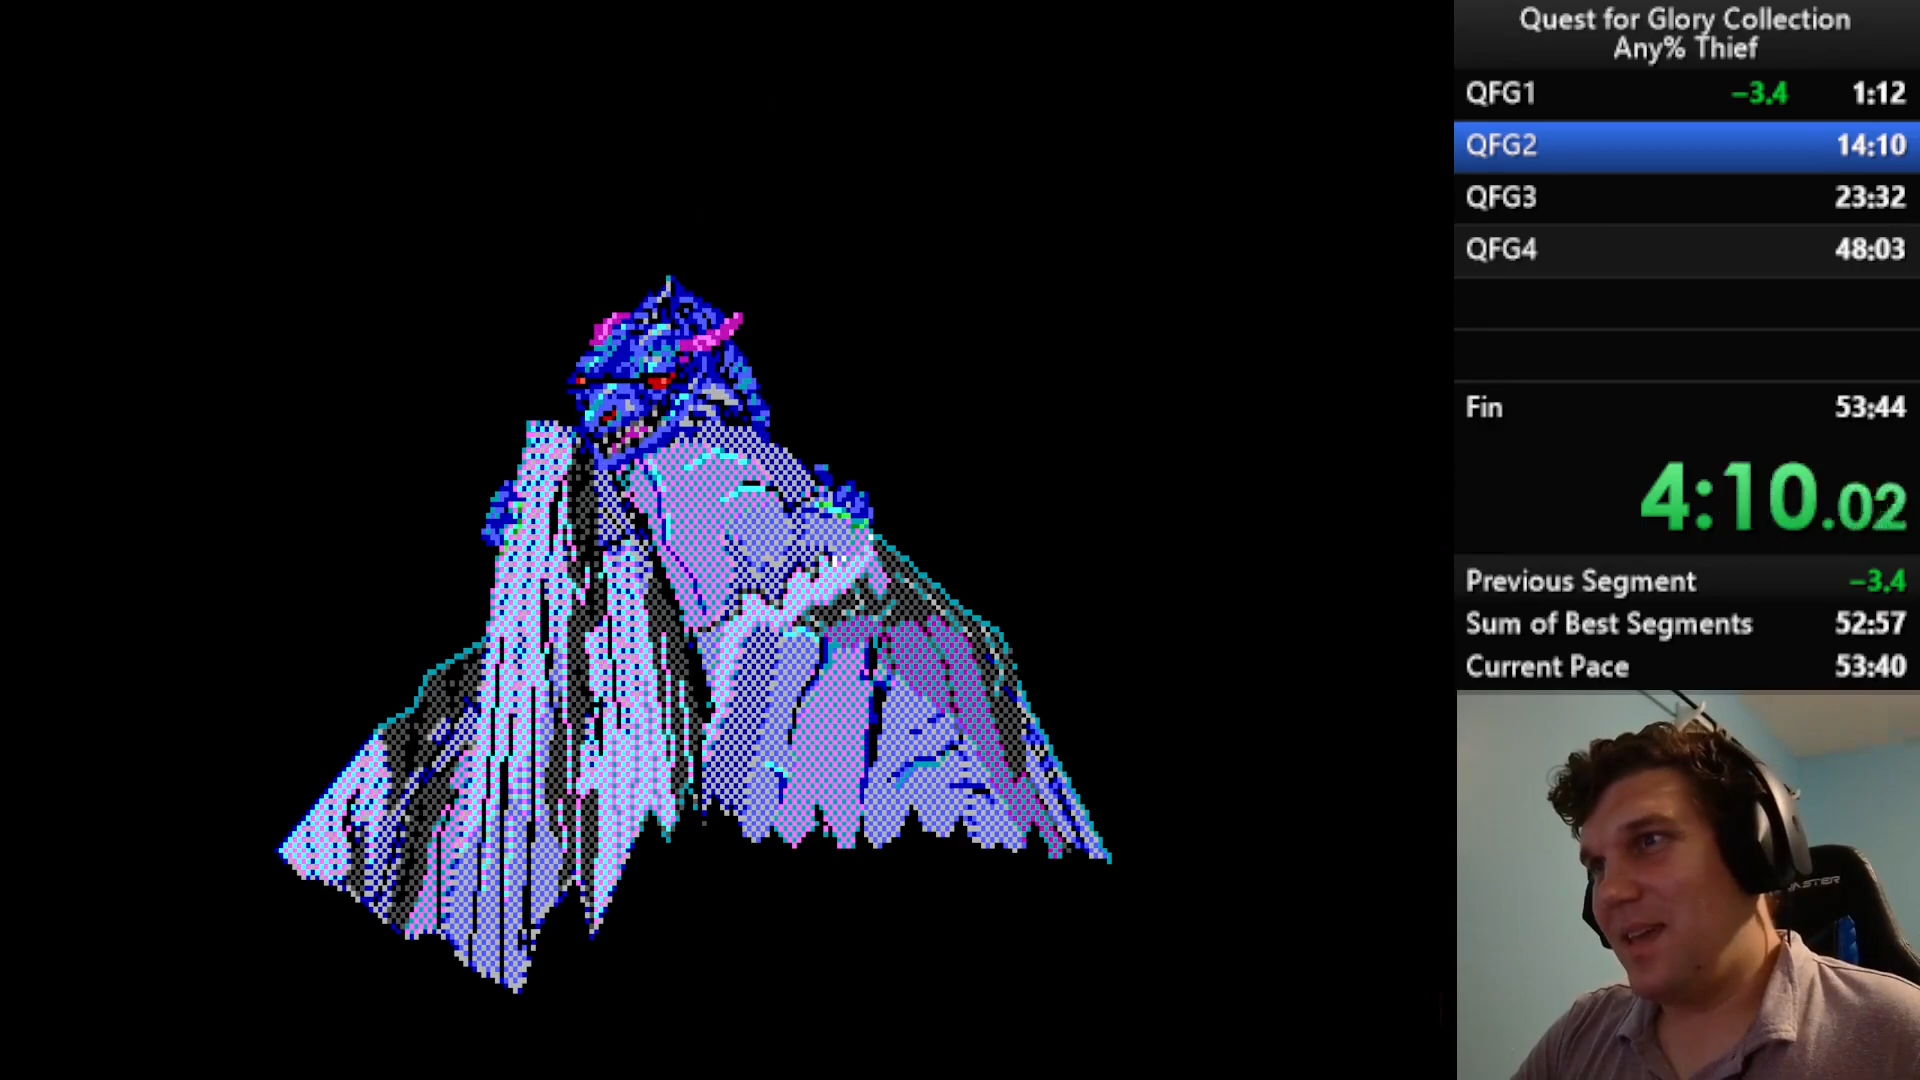 Quest for Glory Collection
Any% Thief
QFG1 −3.4 1:12
QFG2 14:10
QFG3 23:32
QFG4 48:03
Fin 53:44
4:10.02
Previous Segment −3.4
Sum of Best Segments 52:57
Current Pace 53:40